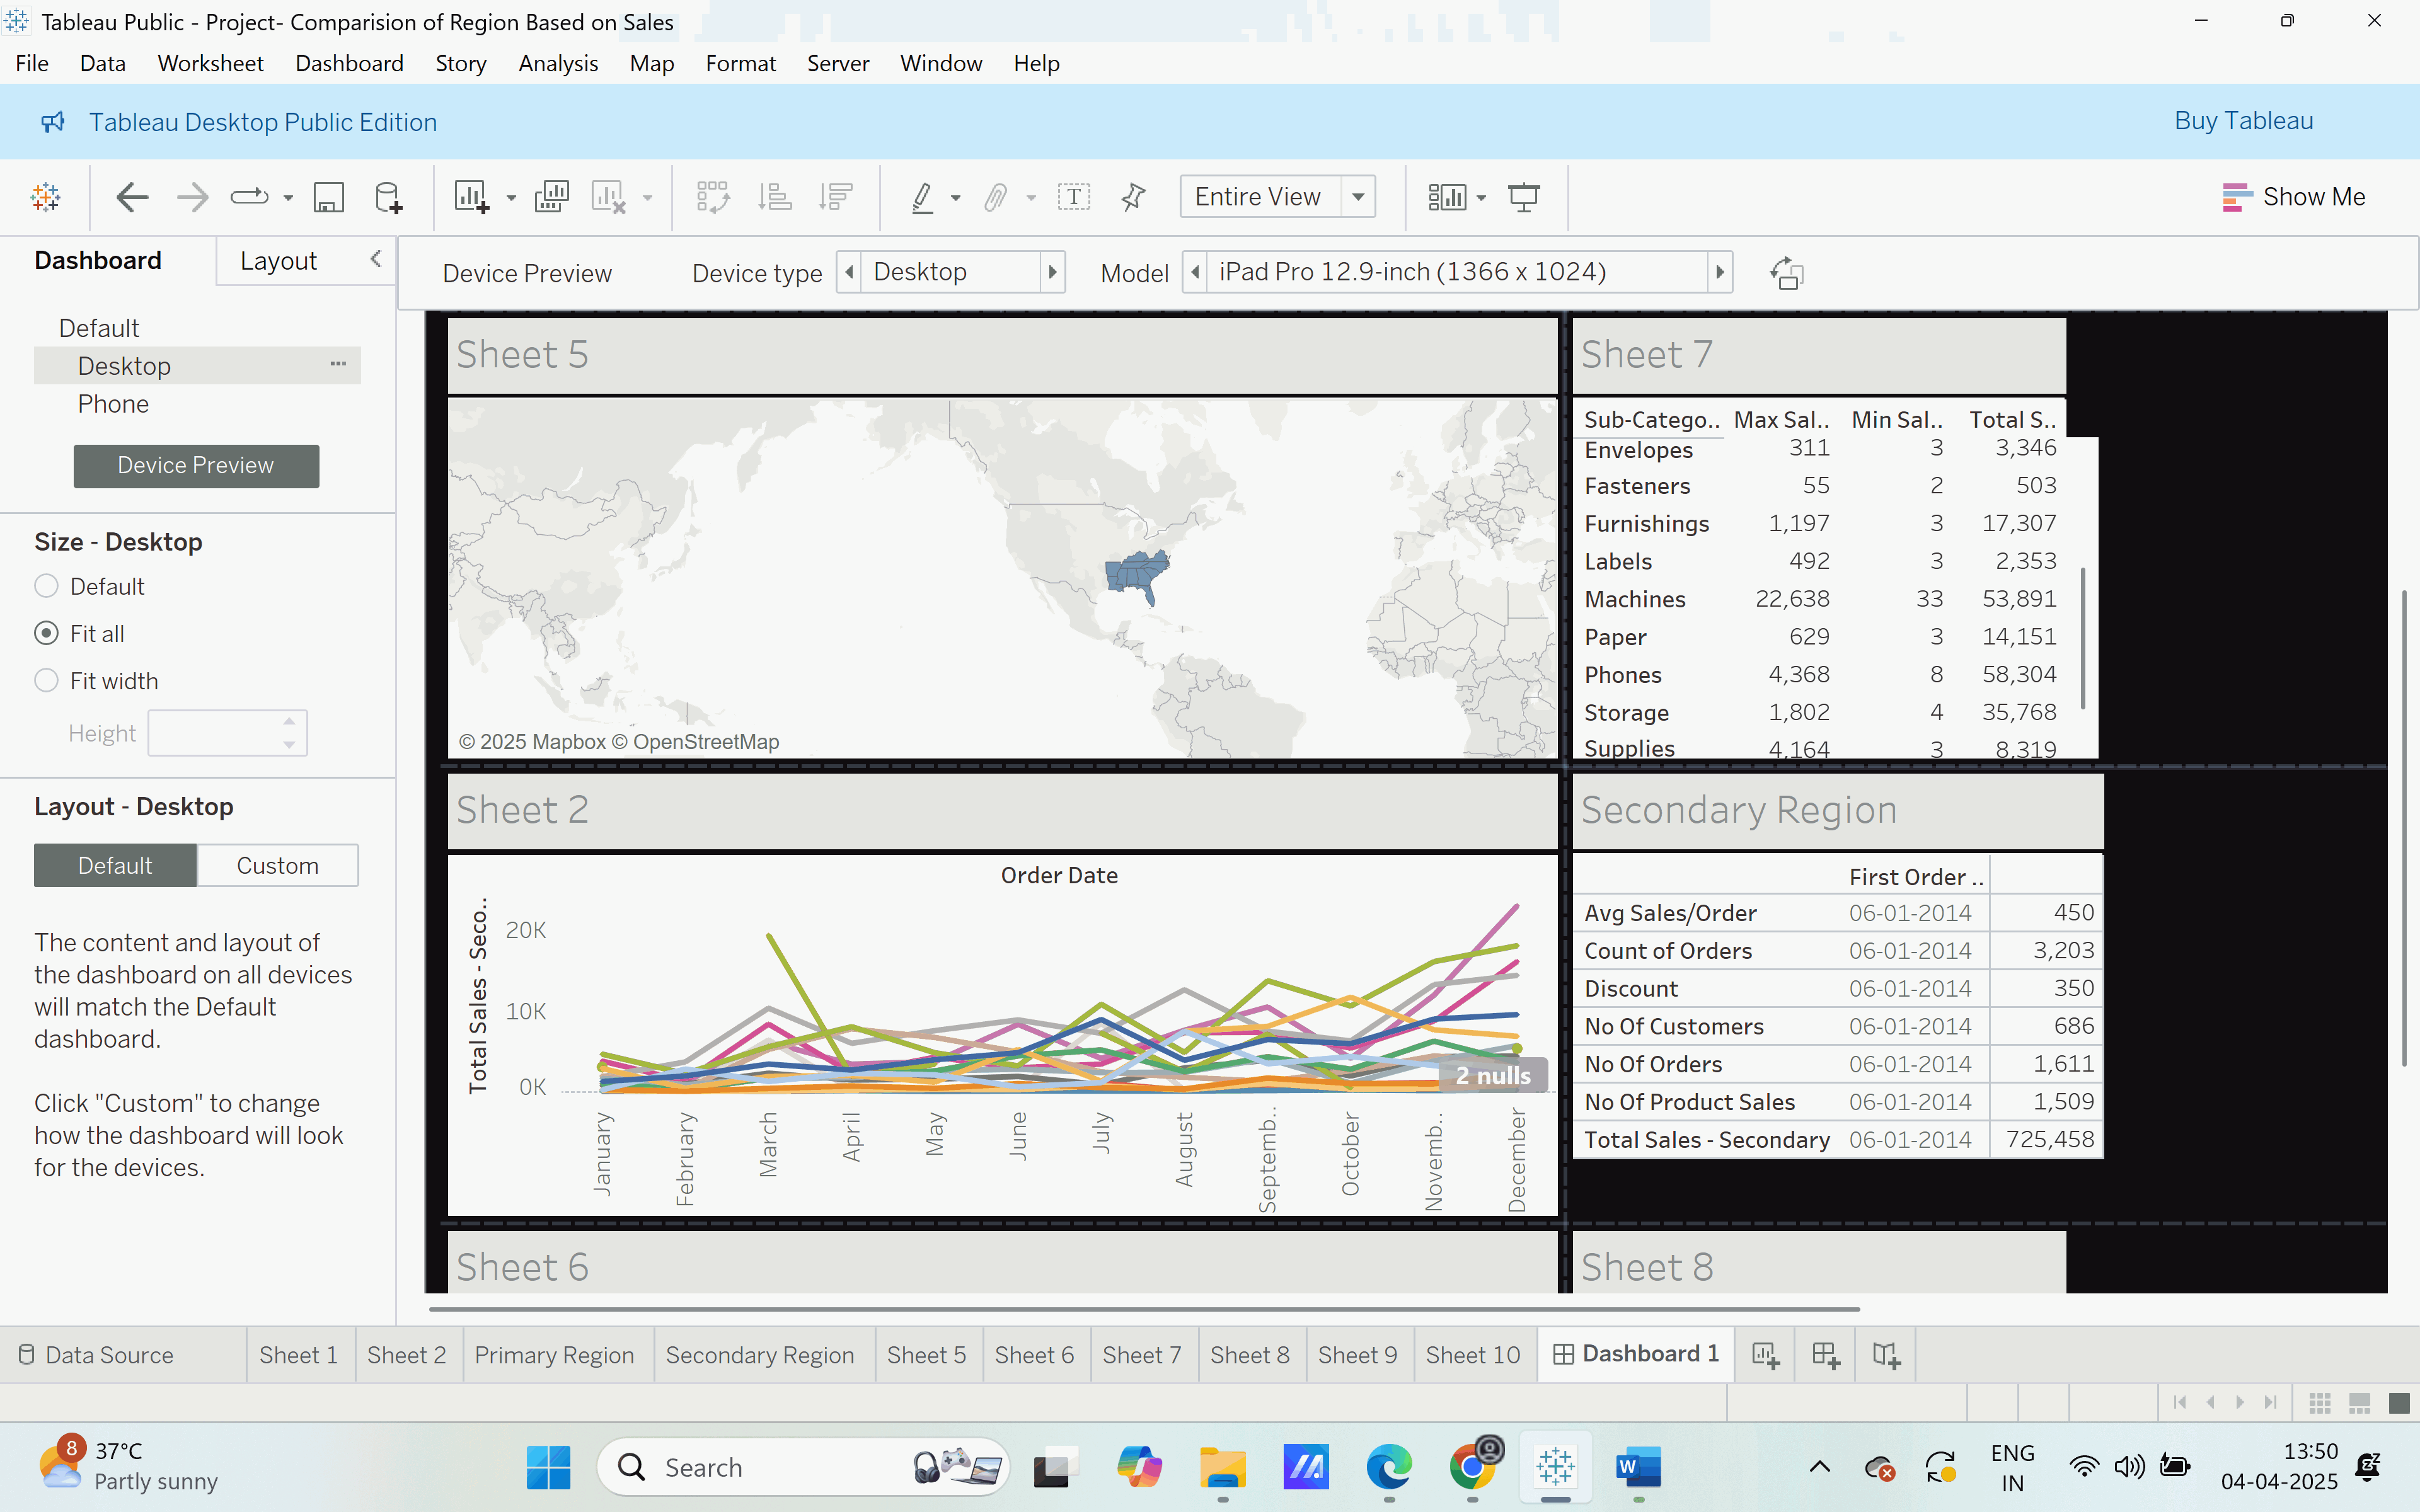 Tableau Public - Project- Comparision of Region Based on Sales
File Data Worksheet Dashboard Story Analysis Map Format Server Window Help
Tableau Desktop Public Edition
Buy Tableau
T
Entire View
Show Me
Dashboard
Layout
Default
Desktop
Phone
Device Preview
Size - Desktop
Default
Fit all
Fit width
Height
Layout - Desktop
Default
Custom
The content and layout of
the dashboard on all devices
will match the Default
dashboard.
Click "Custom" to change
how the dashboard will look
for the devices.
Device Preview
Device type
Desktop
Model
iPad Pro 12.9-inch (1366 x 1024)
Sheet 5
© 2025 Mapbox © OpenStreetMap
Sheet 7
Sub-Catego.. Max Sal.. Min Sal.. Total S..
Envelopes 311 3 3,346
Fasteners 55 2 503
Furnishings 1,197 3 17,307
Labels 492 3 2,353
Machines 22,638 33 53,891
Paper 629 3 14,151
Phones 4,368 8 58,304
Storage 1,802 4 35,768
Supplies 4,164 3 8,319
Sheet 2
Order Date
Total Sales - Seco..
20K
10K
0K
2 nulls
January
February
March
April
May
June
July
August
Septemb..
October
Novemb..
December
Secondary Region
First Order ..
Avg Sales/Order 06-01-2014 450
Count of Orders 06-01-2014 3,203
Discount 06-01-2014 350
No Of Customers 06-01-2014 686
No Of Orders 06-01-2014 1,611
No Of Product Sales 06-01-2014 1,509
Total Sales - Secondary 06-01-2014 725,458
Sheet 6
Sheet 8
Data Source
Sheet 1
Sheet 2
Primary Region
Secondary Region
Sheet 5
Sheet 6
Sheet 7
Sheet 8
Sheet 9
Sheet 10
Dashboard 1
8
37°C
Partly sunny
Search
W
ENG
IN
13:50
04-04-2025